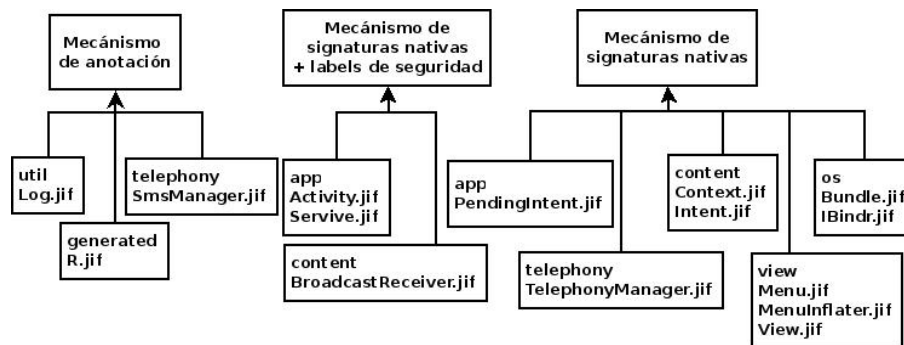 Mecánismo
de anotación
Mecánismo de
signaturas nativas
+ labels de seguridad
Mecánismo de
signaturas nativas
util
Log.jif
telephony
SmsManager.jif
generated
R.jif
app
Activity.jif
Servive.jif
content
BroadcastReceiver.jif
app
PendingIntent.jif
telephony
TelephonyManager.jif
content
Context.jif
Intent.jif
view
Menu.jif
MenuInflater.jif
View.jif
os
Bundle.jif
IBindr.jif